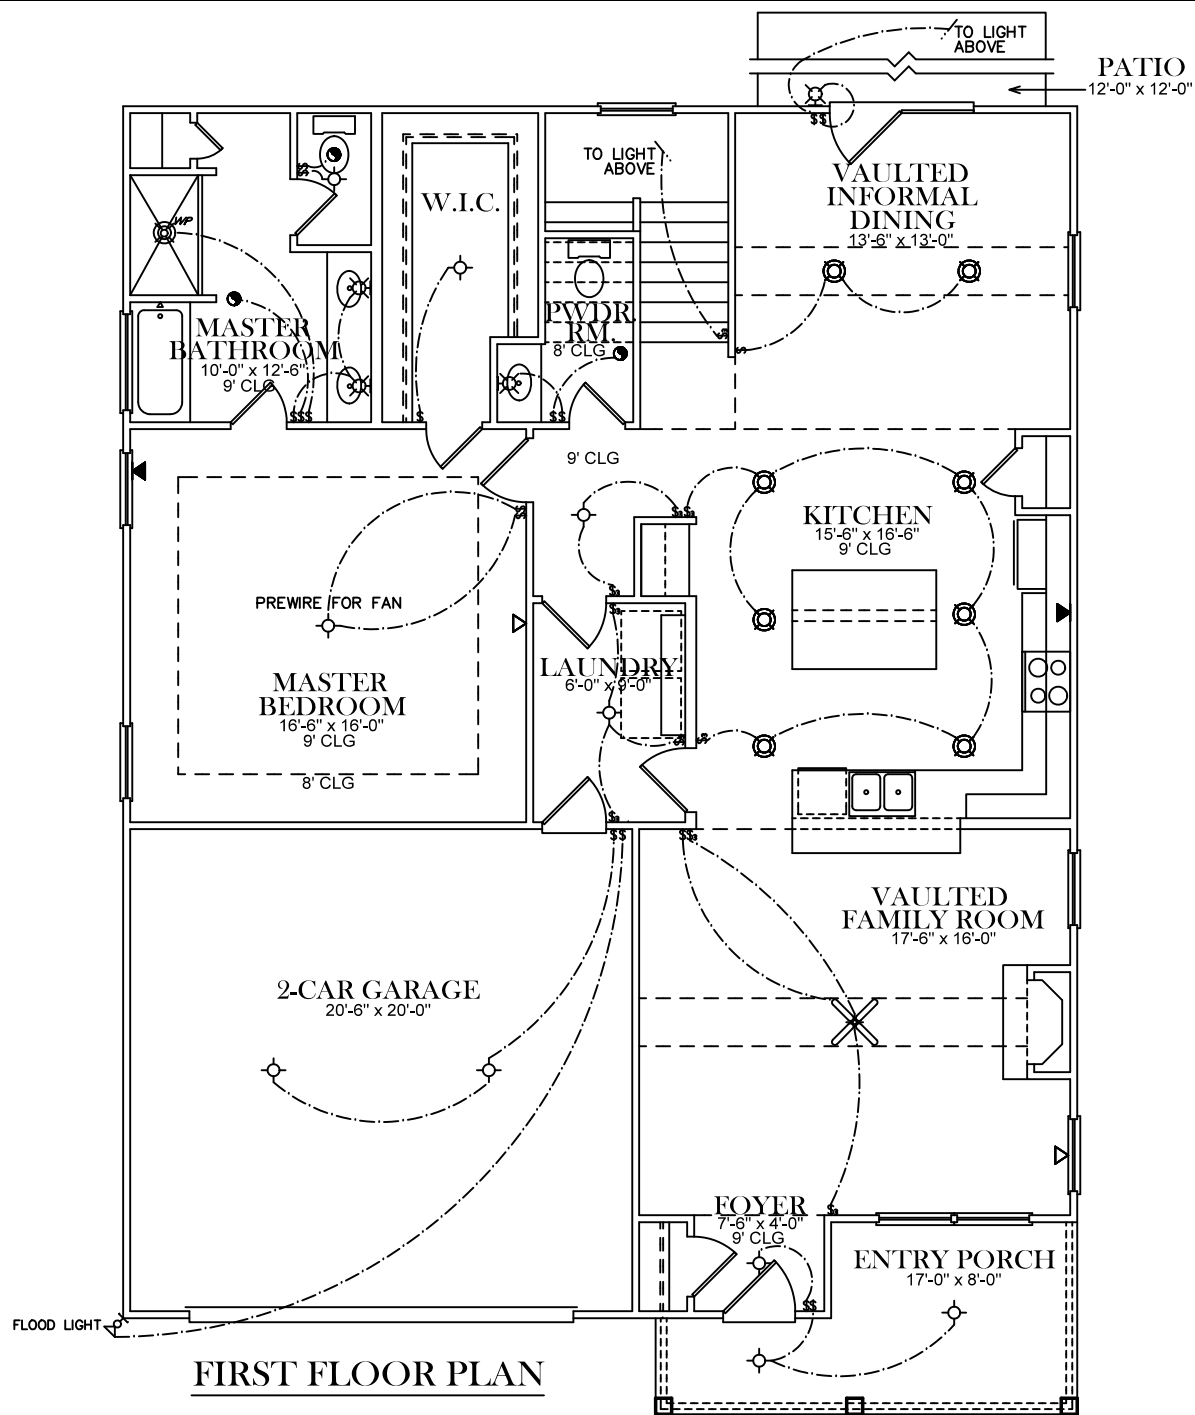 TO LIGHT
ABOVE
PATIO
12'-0" x 12'-0"
TO LIGHT
ABOVE
VAULTED
INFORMAL
DINING
13'-6" x 13'-0"
W.I.C.
WP
PWDR.
RM.
8' CLG
MASTER
BATHROOM
10'-0" x 12'-6"
9' CLG
9' CLG
KITCHEN
15'-6" x 16'-6"
9' CLG
PREWIRE FOR FAN
MASTER
BEDROOM
16'-6" x 16'-0"
9' CLG
8' CLG
LAUNDRY
6'-0" x 9'-0"
VAULTED
FAMILY ROOM
17'-6" x 16'-0"
2-CAR GARAGE
20'-6" x 20'-0"
FOYER
7'-6" x 4'-0"
9' CLG
ENTRY PORCH
17'-0" x 8'-0"
FLOOD LIGHT
FIRST FLOOR PLAN